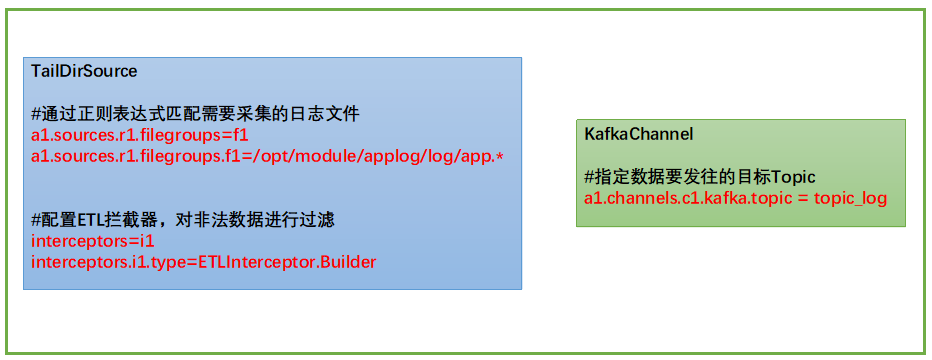 TailDirSource
#通过正则表达式匹配需要采集的日志文件
a1.sources.r1.filegroups=f1
a1.sources.r1.filegroups.f1=/opt/module/applog/log/app.*
#配置ETL拦截器，对非法数据进行过滤
interceptors=i1
interceptors.i1.type=ETLInterceptor.Builder
KafkaChannel
#指定数据要发往的目标Topic
a1.channels.c1.kafka.topic = topic_log